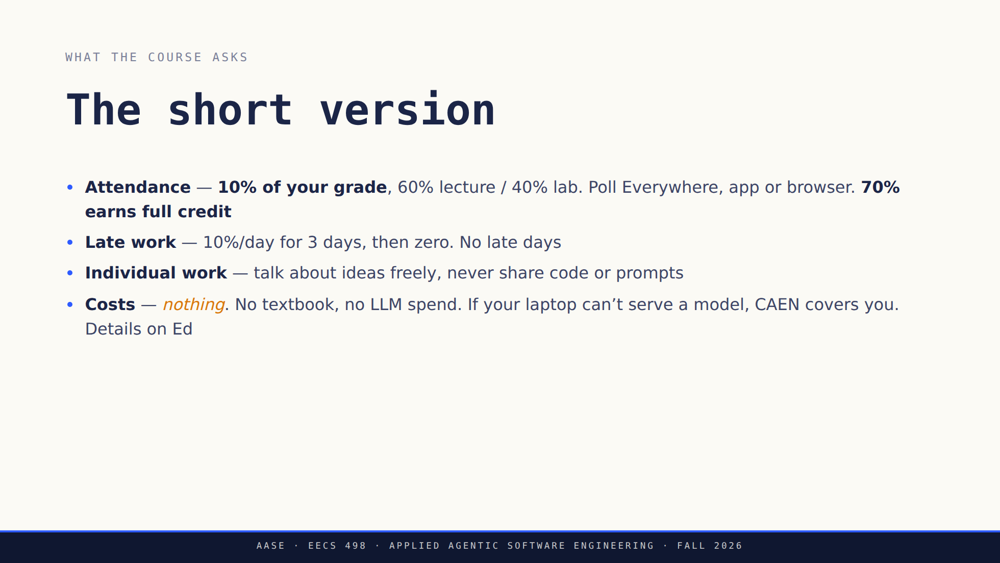 WHAT THE COURSE ASKS
The short version
• Attendance — 10% of your grade, 60% lecture / 40% lab. Poll Everywhere, app or browser. 70%
earns full credit
• Late work — 10%/day for 3 days, then zero. No late days
• Individual work — talk about ideas freely, never share code or prompts
• Costs — nothing. No textbook, no LLM spend. If your laptop can’t serve a model, CAEN covers you.
Details on Ed
AASE · EECS 498 · APPLIED AGENTIC SOFTWARE ENGINEERING · FALL 2026